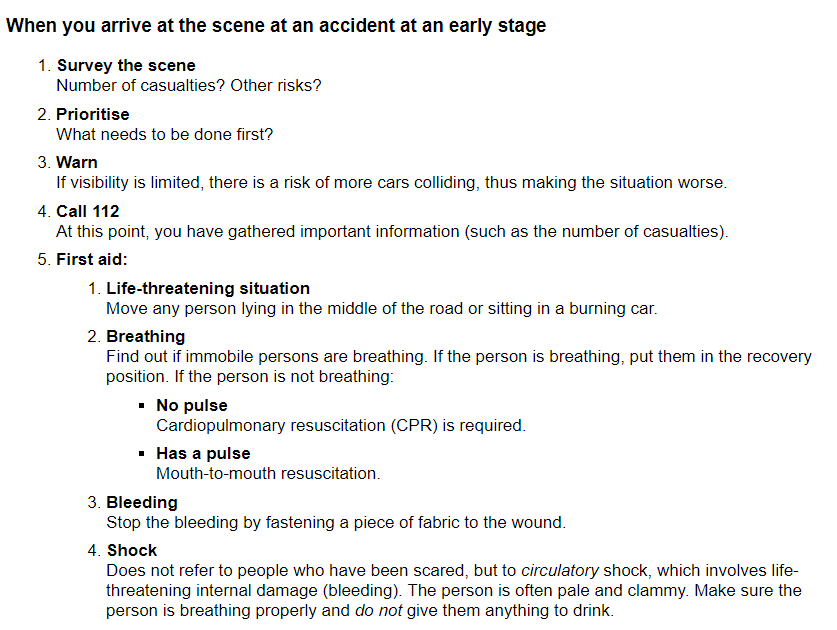 When you arrive at the scene at an accident at an early stage
1. Survey the scene
Number of casualties? Other risks?
2. Prioritise
What needs to be done first?
3. Warn
If visibility is limited, there is a risk of more cars colliding, thus making the situation worse.
4. Call 112
At this point, you have gathered important information (such as the number of casualties).
5. First aid:
1. Life-threatening situation
Move any person lying in the middle of the road or sitting in a burning car.
2. Breathing
Find out if immobile persons are breathing. If the person is breathing, put them in the recovery
position. If the person is not breathing:
▪ No pulse
Cardiopulmonary resuscitation (CPR) is required.
▪ Has a pulse
Mouth-to-mouth resuscitation.
3. Bleeding
Stop the bleeding by fastening a piece of fabric to the wound.
4. Shock
Does not refer to people who have been scared, but to circulatory shock, which involves life-
threatening internal damage (bleeding). The person is often pale and clammy. Make sure the
person is breathing properly and do not give them anything to drink.